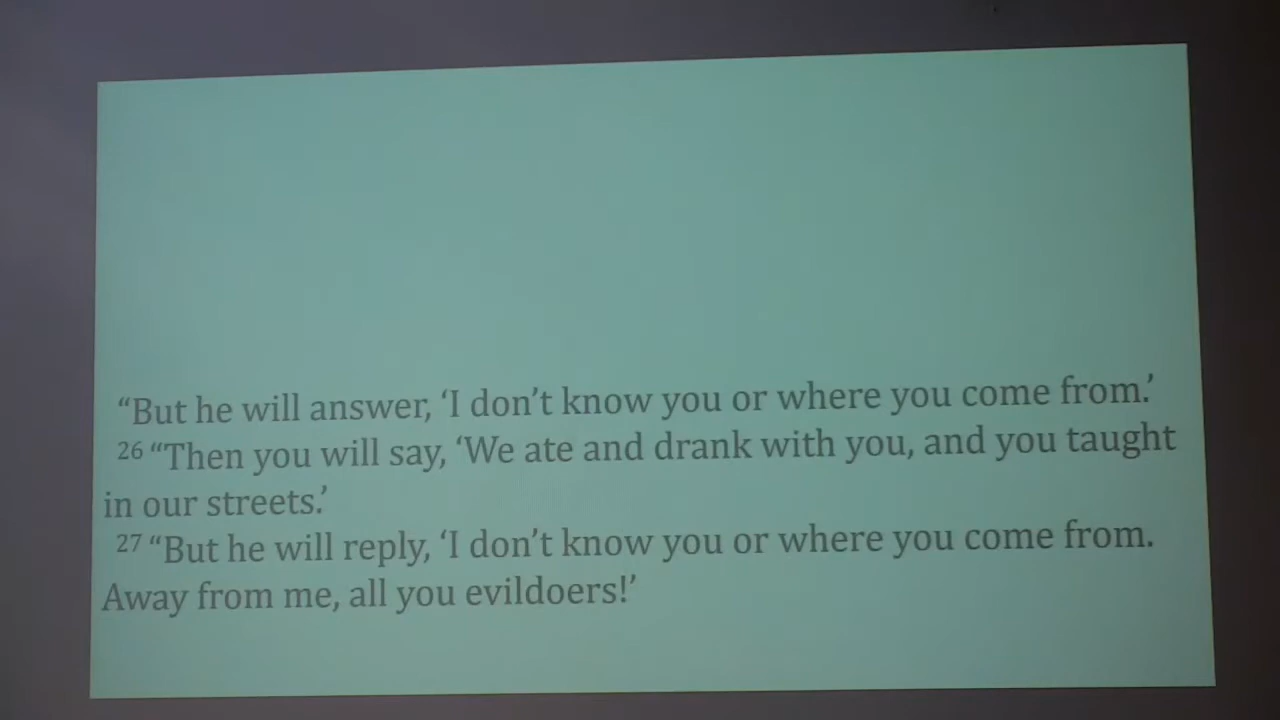 “But he will answer, ‘I don’t know you or where you come from.’
26 “Then you will say, ‘We ate and drank with you, and you taught
in our streets.’
27 “But he will reply, ‘I don’t know you or where you come from.
Away from me, all you evildoers!’